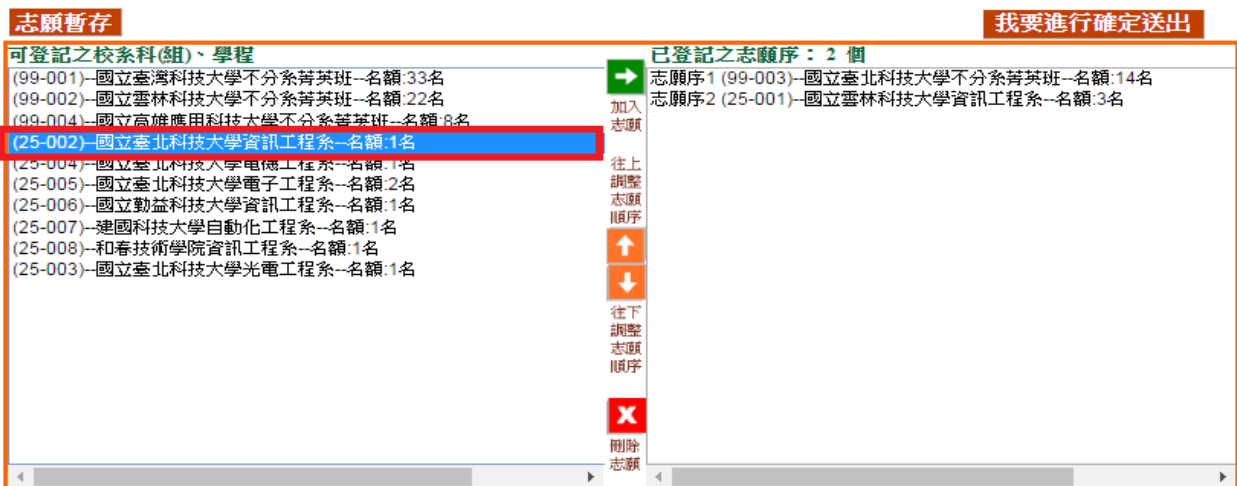 志願暫存
我要進行確定送出
可登記之校系科(組)、學程
(99-001)--國立臺灣科技大學不分系菁英班--名額:33名
(99-002)--國立雲林科技大學不分系菁英班--名額:22名
(99-004)--國立高雄應用科技大學不分系菁英班--名額:8名
(25-002)--國立臺北科技大學資訊工程系--名額:1名
(25-004)--國立臺北科技大學電機工程系--名額:1名
(25-005)--國立臺北科技大學電子工程系--名額:2名
(25-006)--國立勤益科技大學資訊工程系--名額:1名
(25-007)--建國科技大學自動化工程系--名額:1名
(25-008)--和春技術學院資訊工程系--名額:1名
(25-003)--國立臺北科技大學光電工程系--名額:1名
加入
志願
往上
調整
志願
順序
往下
調整
志願
順序
刪除
志願
已登記之志願序： 2 個
志願序1 (99-003)--國立臺北科技大學不分系菁英班--名額:14名
志願序2 (25-001)--國立雲林科技大學資訊工程系--名額:3名